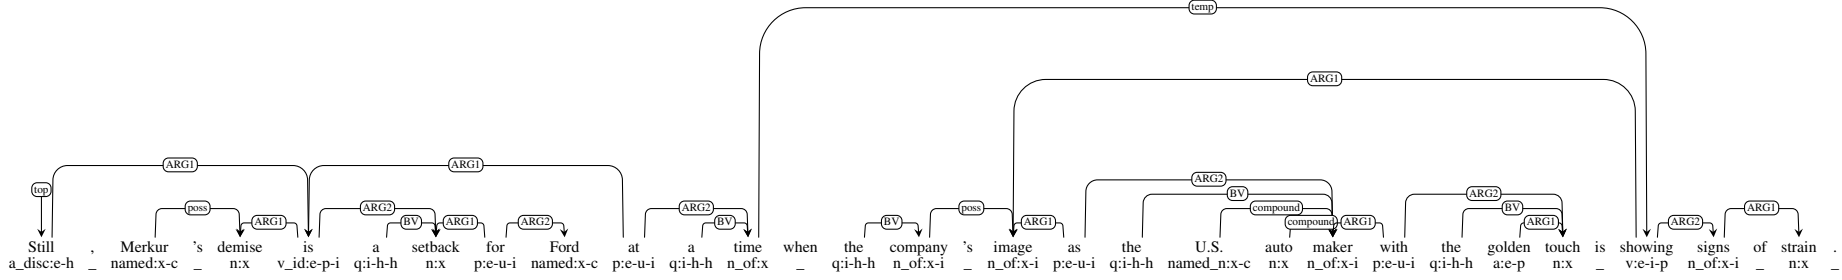 temp
ARG1
ARG1 ARG1
ARG2
top BV ARG2
poss ARG2 ARG2 poss compound BV ARG1
ARG1 BV ARG1 ARG2 BV BV ARG1 compound ARG1 ARG1 ARG2
Still , Merkur 's demise is a setback for Ford at a time when the company 's image as the U.S. auto maker with the golden touch is showing signs of strain .
a_disc:e-h _ named:x-c _ n:x v_id:e-p-i q:i-h-h n:x p:e-u-i named:x-c p:e-u-i q:i-h-h n_of:x _ q:i-h-h n_of:x-i _ n_of:x-i p:e-u-i q:i-h-h named_n:x-c n:x n_of:x-i p:e-u-i q:i-h-h a:e-p n:x _ v:e-i-p n_of:x-i _ n:x _